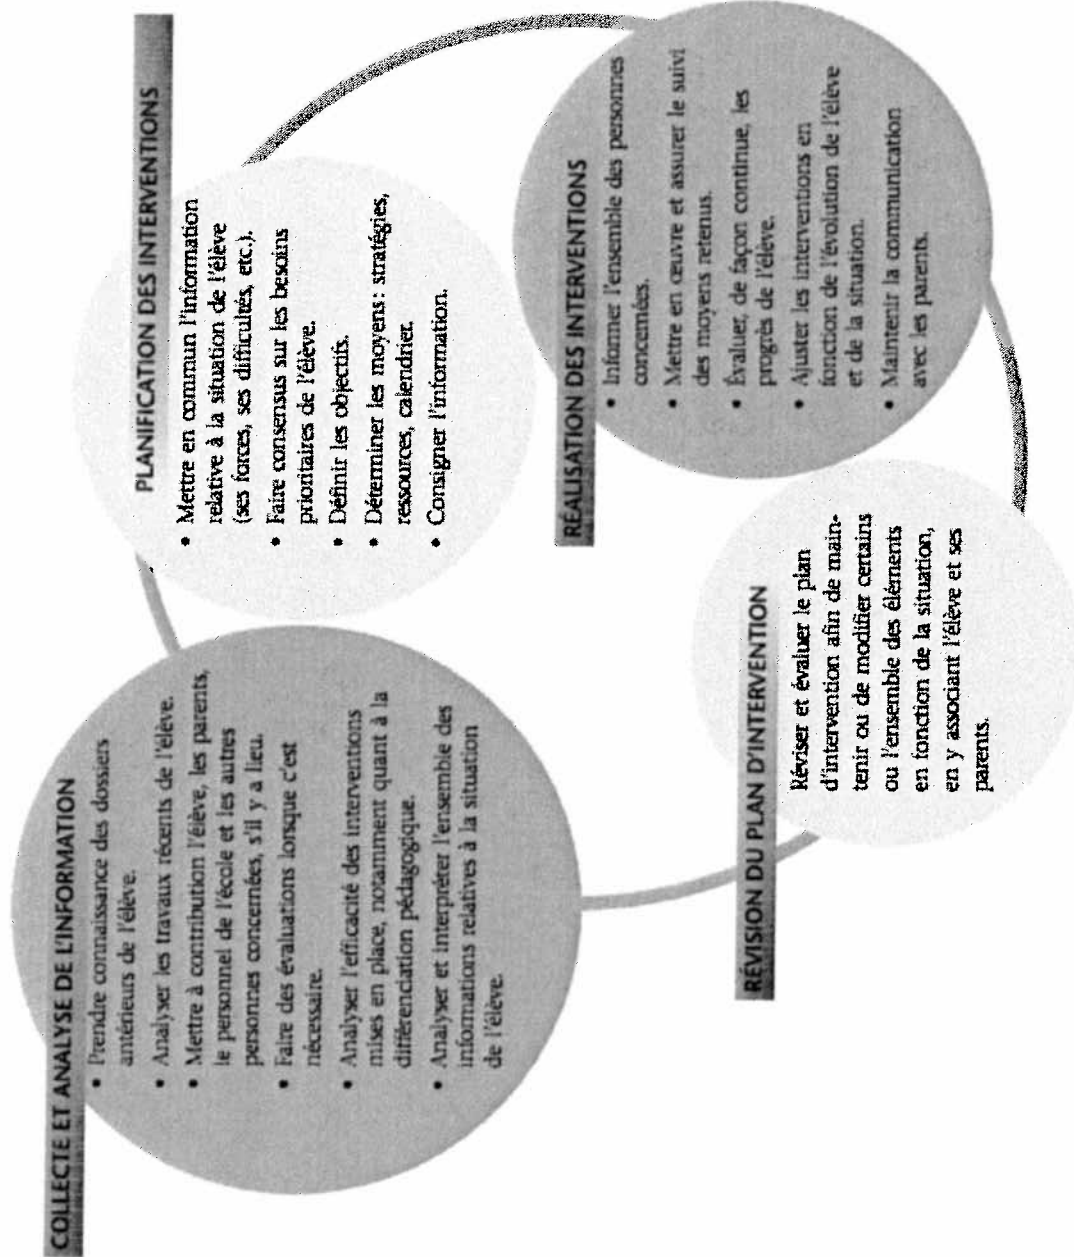 COLLECTE ET ANALYSE DE L'INFORMATION
• Prendre connaissance des dossiers
antérieurs de l'élève.
• Analyser les travaux récents de l'élève.
• Mettre à contribution l'élève, les parents,
le personnel de l'école et les autres
personnes concernées, s'il y a lieu.
• Faire des évaluations lorsque c'est
nécessaire.
• Analyser l'efficacité des interventions
mises en place, notamment quant à la
différenciation pédagogique.
• Analyser et interpréter l'ensemble des
informations relatives à la situation
de l'élève.
PLANIFICATION DES INTERVENTIONS
• Mettre en commun l'information
relative à la situation de l'élève
(ses forces, ses difficultés, etc.).
• Faire consensus sur les besoins
prioritaires de l'élève.
• Définir les objectifs.
• Déterminer les moyens : stratégies,
ressources, calendrier.
• Consigner l'information.
RÉALISATION DES INTERVENTIONS
• Informer l'ensemble des personnes
concernées.
• Mettre en œuvre et assurer le suivi
des moyens retenus.
• Évaluer, de façon continue, les
progrès de l'élève.
• Ajuster les interventions en
fonction de l'évolution de l'élève
et de la situation.
• Maintenir la communication
avec les parents.
RÉVISION DU PLAN D'INTERVENTION
Réviser et évaluer le plan
d'intervention afin de main-
tenir ou de modifier certains
ou l'ensemble des éléments
en fonction de la situation,
en y associant l'élève et ses
parents.